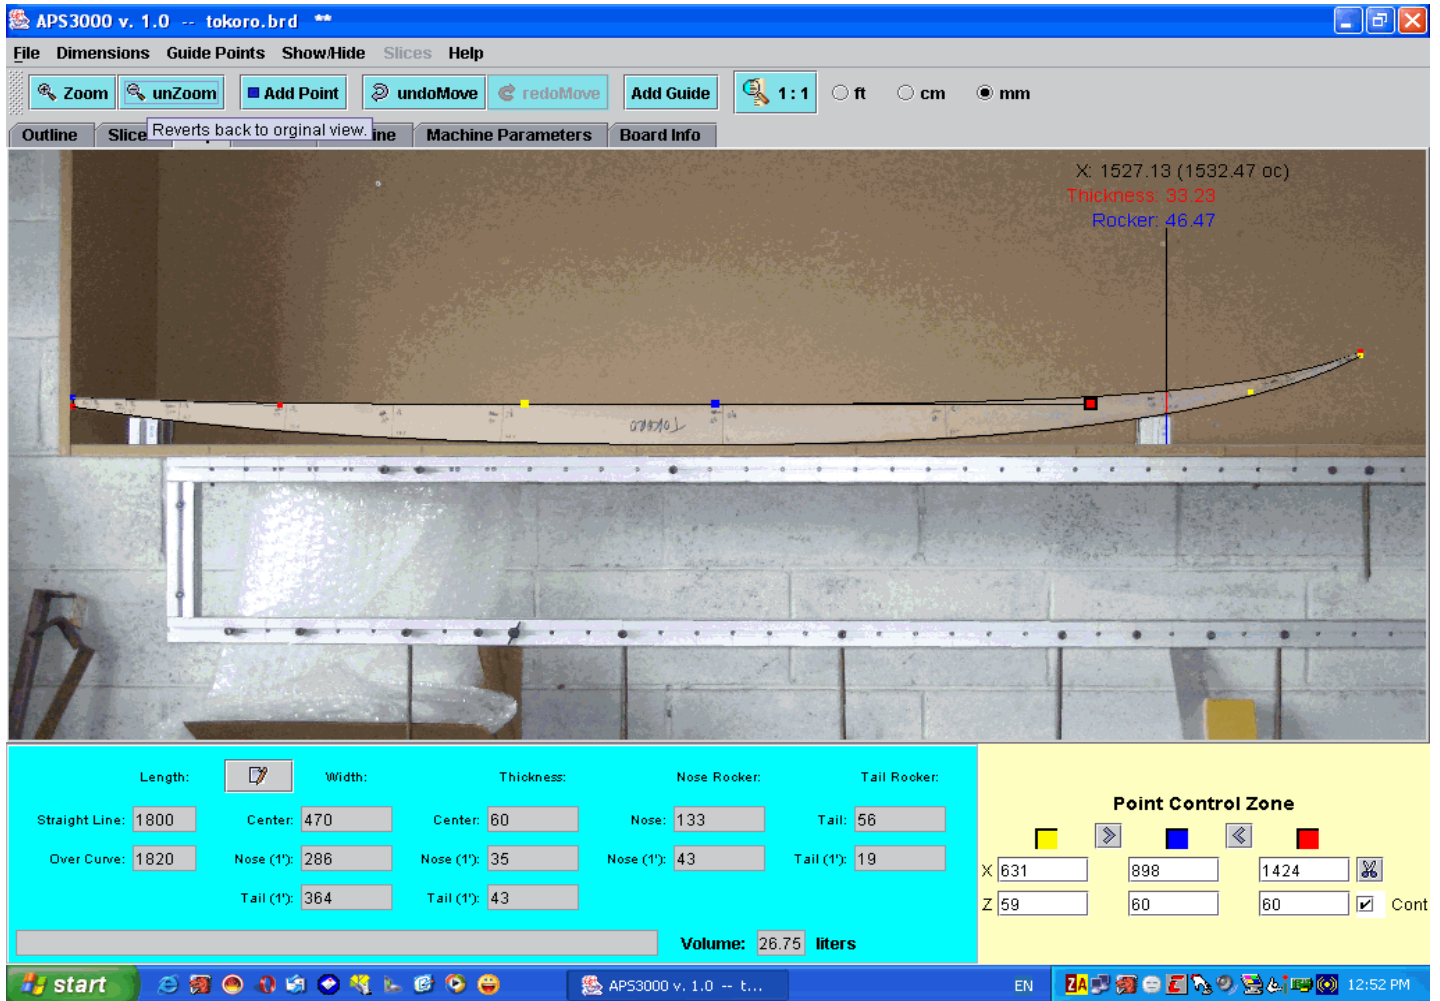 APS3000 v. 1.0 -- tokoro.brd **
File Dimensions Guide Points Show/Hide Slices Help
Zoom unZoom Add Point undoMove redoMove Add Guide 1:1 ft cm mm
Reverts back to orginal view.
Outline Slice ine Machine Parameters Board Info
X: 1527.13 (1532.47 oc)
Thickness: 33.23
Rocker: 46.47
TOKORO
Length: Width: Thickness: Nose Rocker: Tail Rocker:
Straight Line: 1800 Center: 470 Center: 60 Nose: 133 Tail: 56
Over Curve: 1820 Nose (1'): 286 Nose (1'): 35 Nose (1'): 43 Tail (1'): 19
Tail (1'): 364 Tail (1'): 43
Volume: 26.75 liters
Point Control Zone
X 631 898 1424
Z 59 60 60 Cont
start APS3000 v. 1.0 -- t... EN ZA 12:52 PM